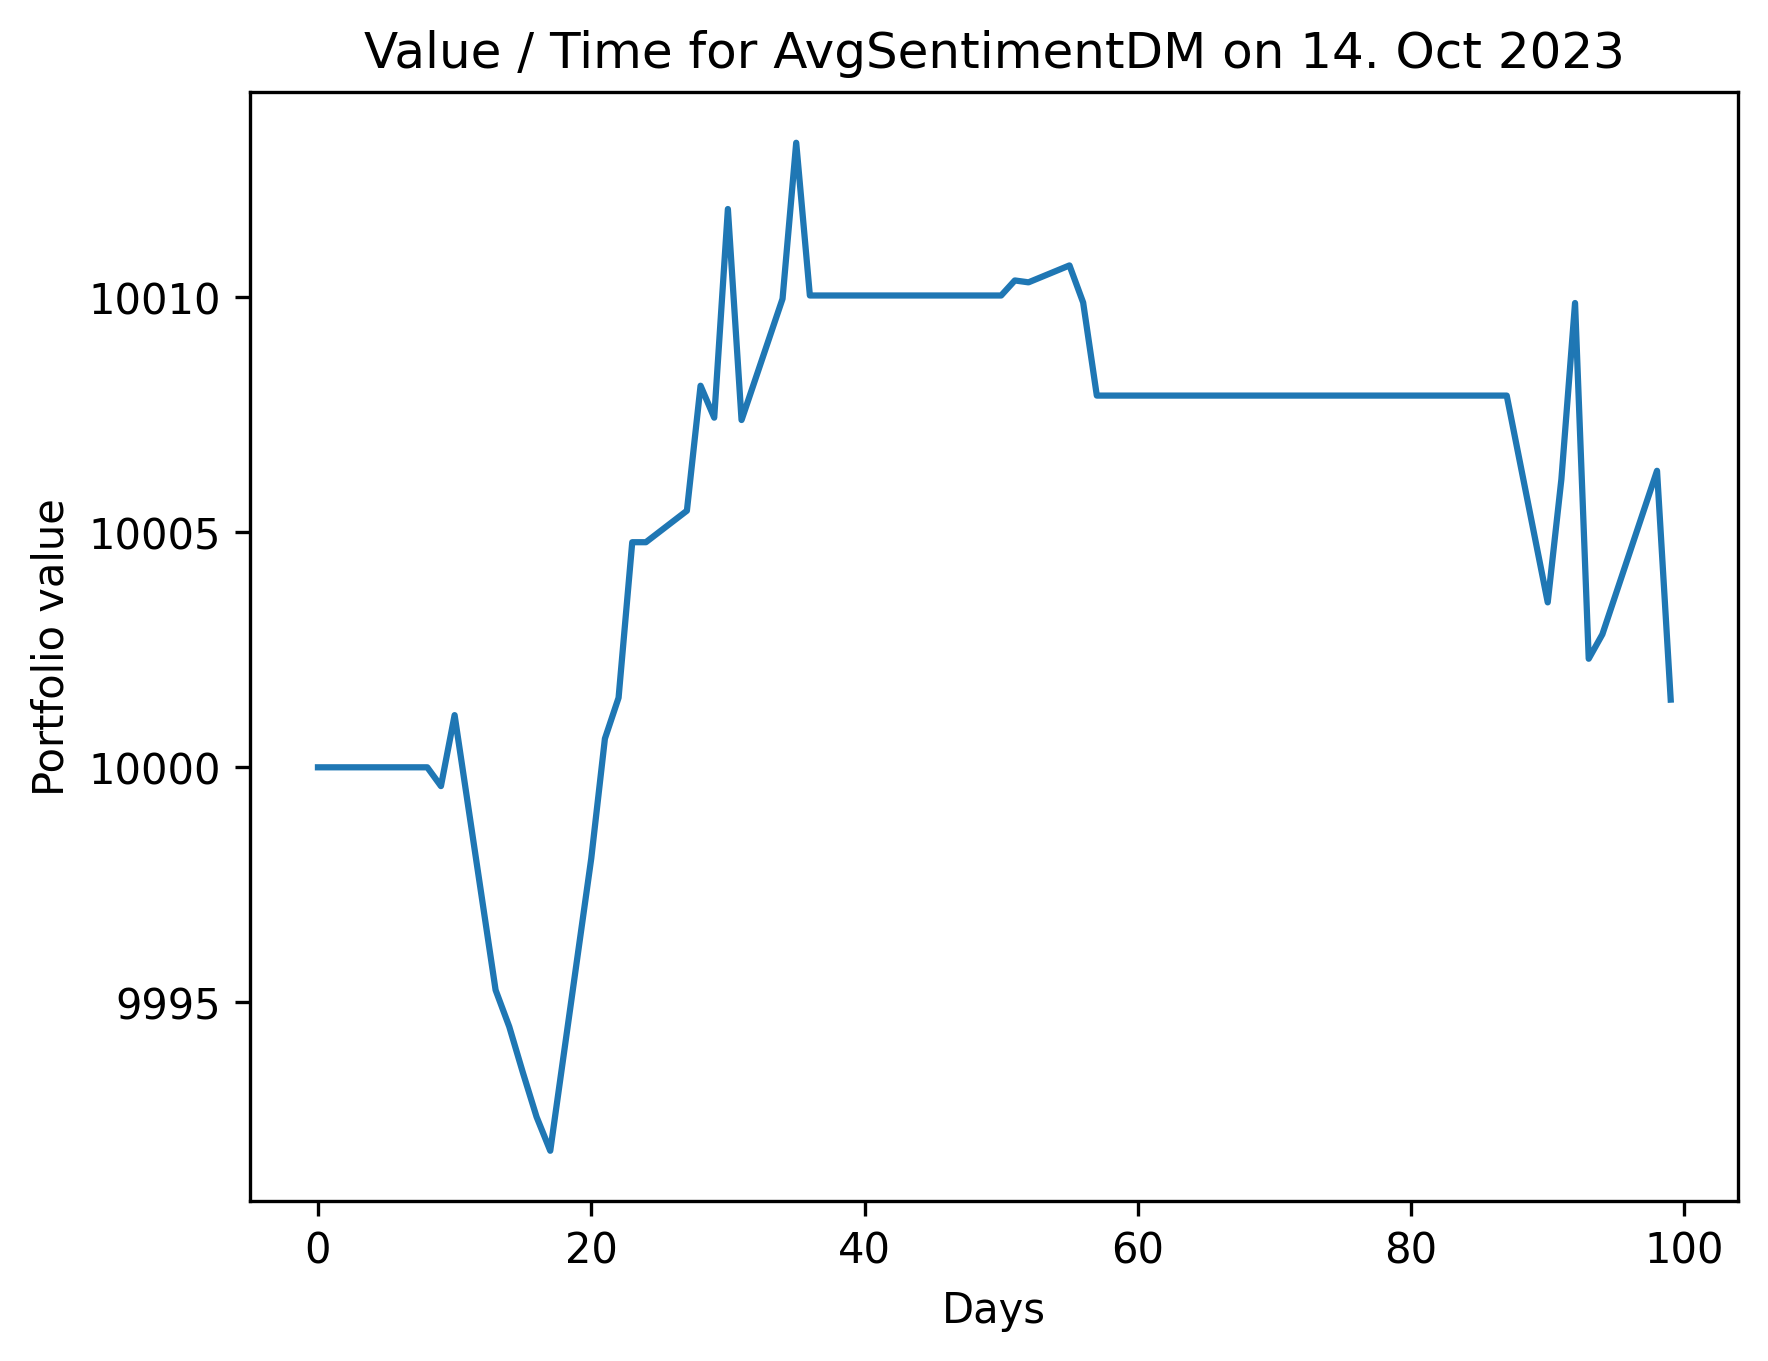 Value / Time for AvgSentimentDM on 14. Oct 2023
Portfolio value
10010
10005
10000
9995
0 20 40 60 80 100
Days